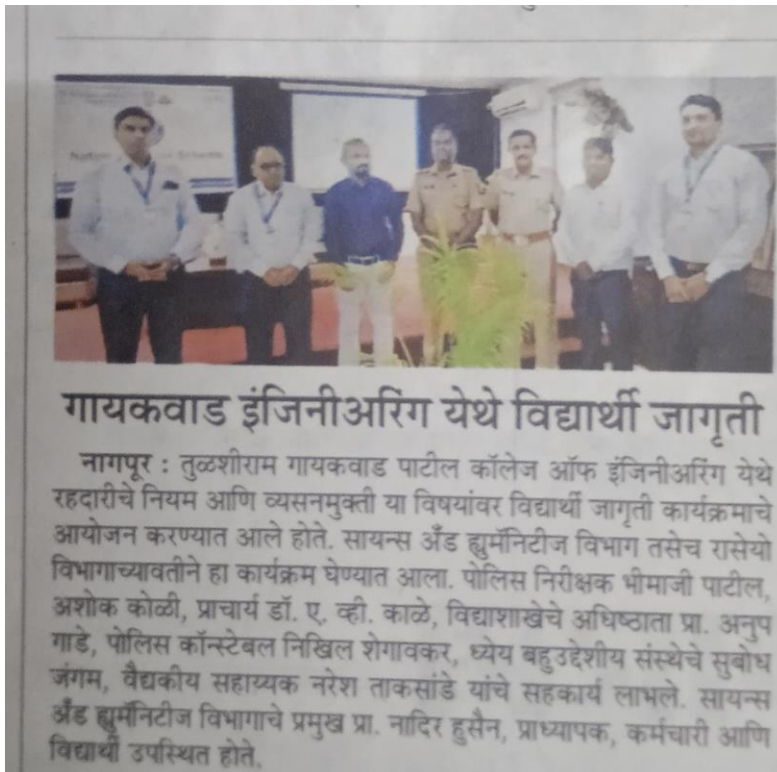 गायकवाड इंजिनीअरिंग येथे विद्यार्थी जागृती
नागपूर : तुळशीराम गायकवाड पाटील कॉलेज ऑफ इंजिनीअरिंग येथे
रहदारीचे नियम आणि व्यसनमुक्ती या विषयांवर विद्यार्थी जागृती कार्यक्रमाचे
आयोजन करण्यात आले होते. सायन्स अँड ह्युमॅनिटीज विभाग तसेच रासेयो
विभागाच्यावतीने हा कार्यक्रम घेण्यात आला. पोलिस निरीक्षक भीमाजी पाटील,
अशोक कोळी, प्राचार्य डॉ. ए. व्ही. काळे, विद्याशाखेचे अधिष्ठाता प्रा. अनुप
गाडे, पोलिस कॉन्स्टेबल निखिल शेगावकर, ध्येय बहुउद्देशीय संस्थेचे सुबोध
जंगम, वैद्यकीय सहाय्यक नरेश ताकसांडे यांचे सहकार्य लाभले. सायन्स
अँड ह्युमॅनिटीज विभागाचे प्रमुख प्रा. नादिर हुसैन, प्राध्यापक, कर्मचारी आणि
विद्यार्थी उपस्थित होते.